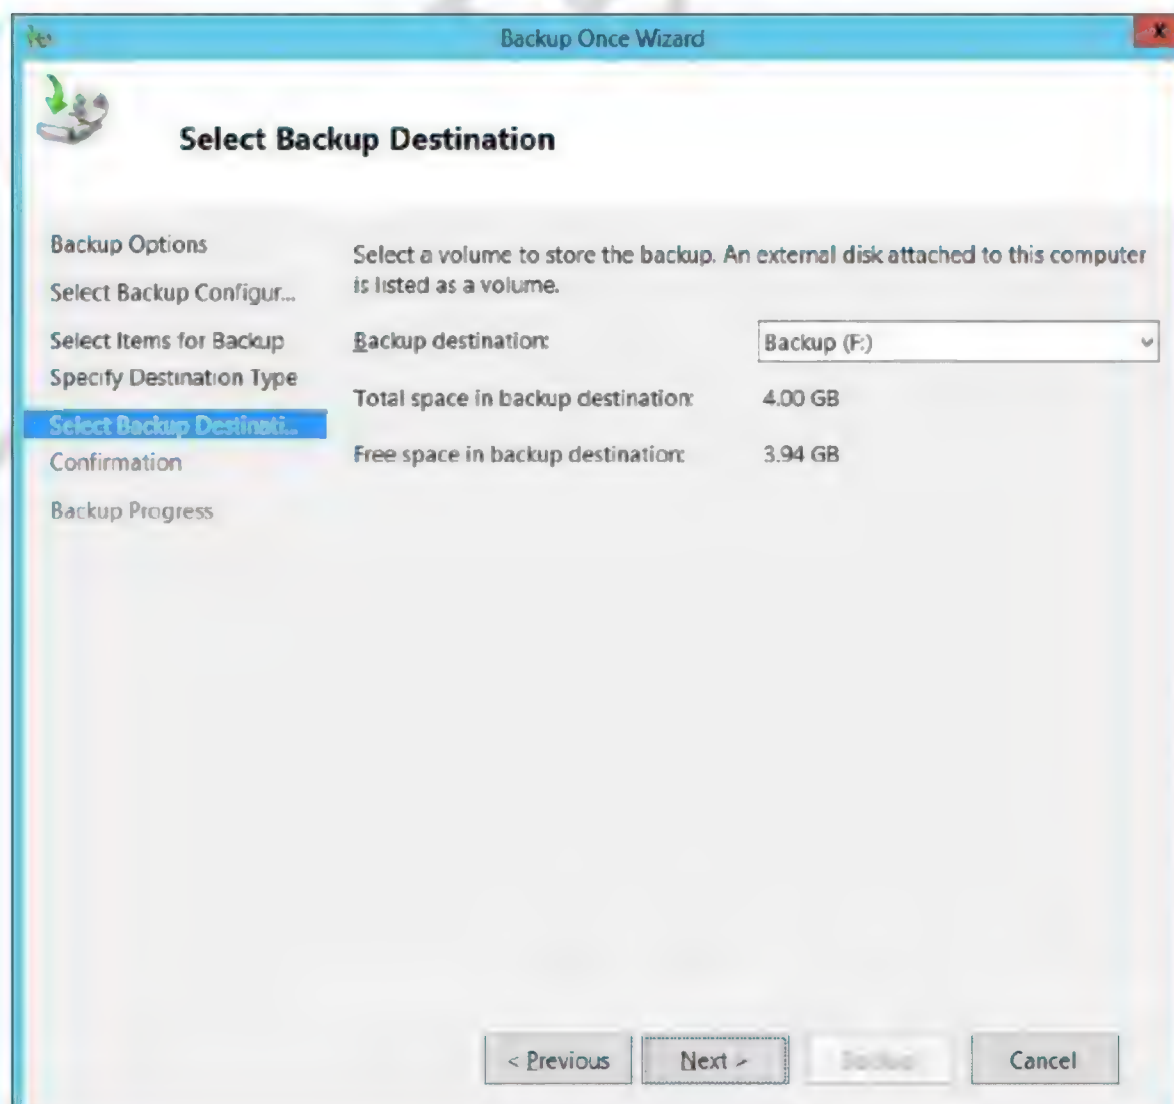 Backup Once Wizard
Select Backup Destination
Backup Options
Select Backup Configur...
Select Items for Backup
Specify Destination Type
Select Backup Destinati...
Confirmation
Backup Progress
Select a volume to store the backup. An external disk attached to this computer
is listed as a volume.
Backup destination: Backup (F:)
Total space in backup destination: 4.00 GB
Free space in backup destination: 3.94 GB
< Previous Next > Backup Cancel